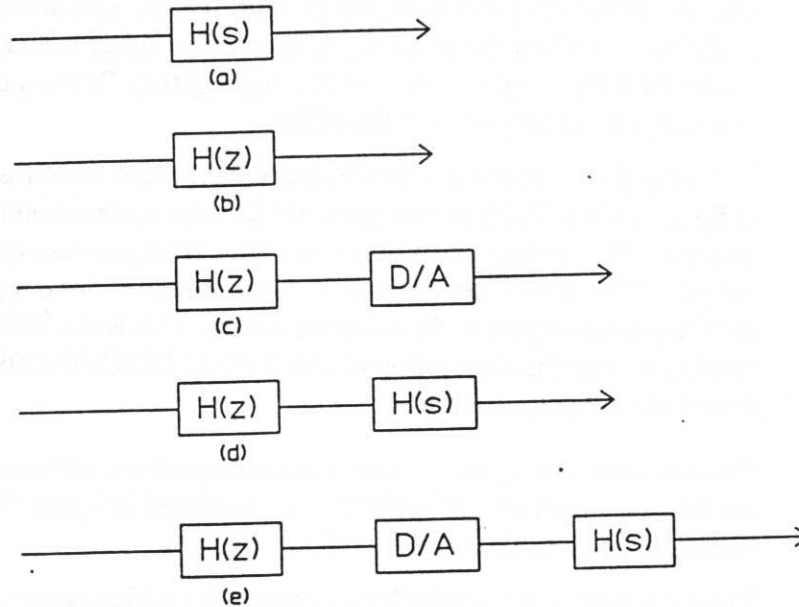 H(s)
(a)
H(z)
(b)
H(z) D/A
(c)
H(z) H(s)
(d)
H(z) D/A H(s)
(e)